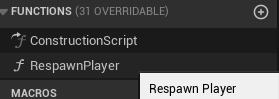 FUNCTIONS (31 OVERRIDABLE)
ConstructionScript
RespawnPlayer
Respawn Player
MACROS